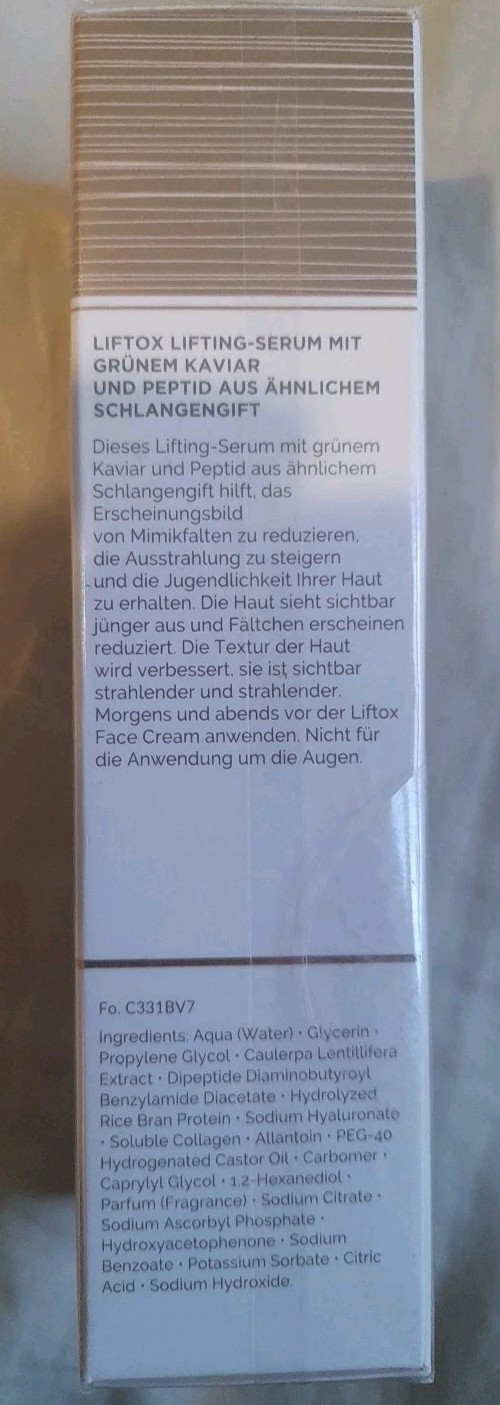 LIFTOX LIFTING-SERUM MIT
GRÜNEM KAVIAR
UND PEPTID AUS ÄHNLICHEM
SCHLANGENGIFT
Dieses Lifting-Serum mit grünem
Kaviar und Peptid aus ähnlichem
Schlangengift hilft, das
Erscheinungsbild
von Mimikfalten zu reduzieren,
die Ausstrahlung zu steigern
und die Jugendlichkeit Ihrer Haut
zu erhalten. Die Haut sieht sichtbar
jünger aus und Fältchen erscheinen
reduziert. Die Textur der Haut
wird verbessert, sie ist sichtbar
strahlender und strahlender.
Morgens und abends vor der Liftox
Face Cream anwenden. Nicht für
die Anwendung um die Augen.
Fo. C331BV7
Ingredients: Aqua (Water) • Glycerin •
Propylene Glycol • Caulerpa Lentillifera
Extract • Dipeptide Diaminobutyroyl
Benzylamide Diacetate • Hydrolyzed
Rice Bran Protein • Sodium Hyaluronate
• Soluble Collagen • Allantoin • PEG-40
Hydrogenated Castor Oil • Carbomer •
Caprylyl Glycol • 1,2-Hexanediol •
Parfum (Fragrance) • Sodium Citrate •
Sodium Ascorbyl Phosphate •
Hydroxyacetophenone • Sodium
Benzoate • Potassium Sorbate • Citric
Acid • Sodium Hydroxide.